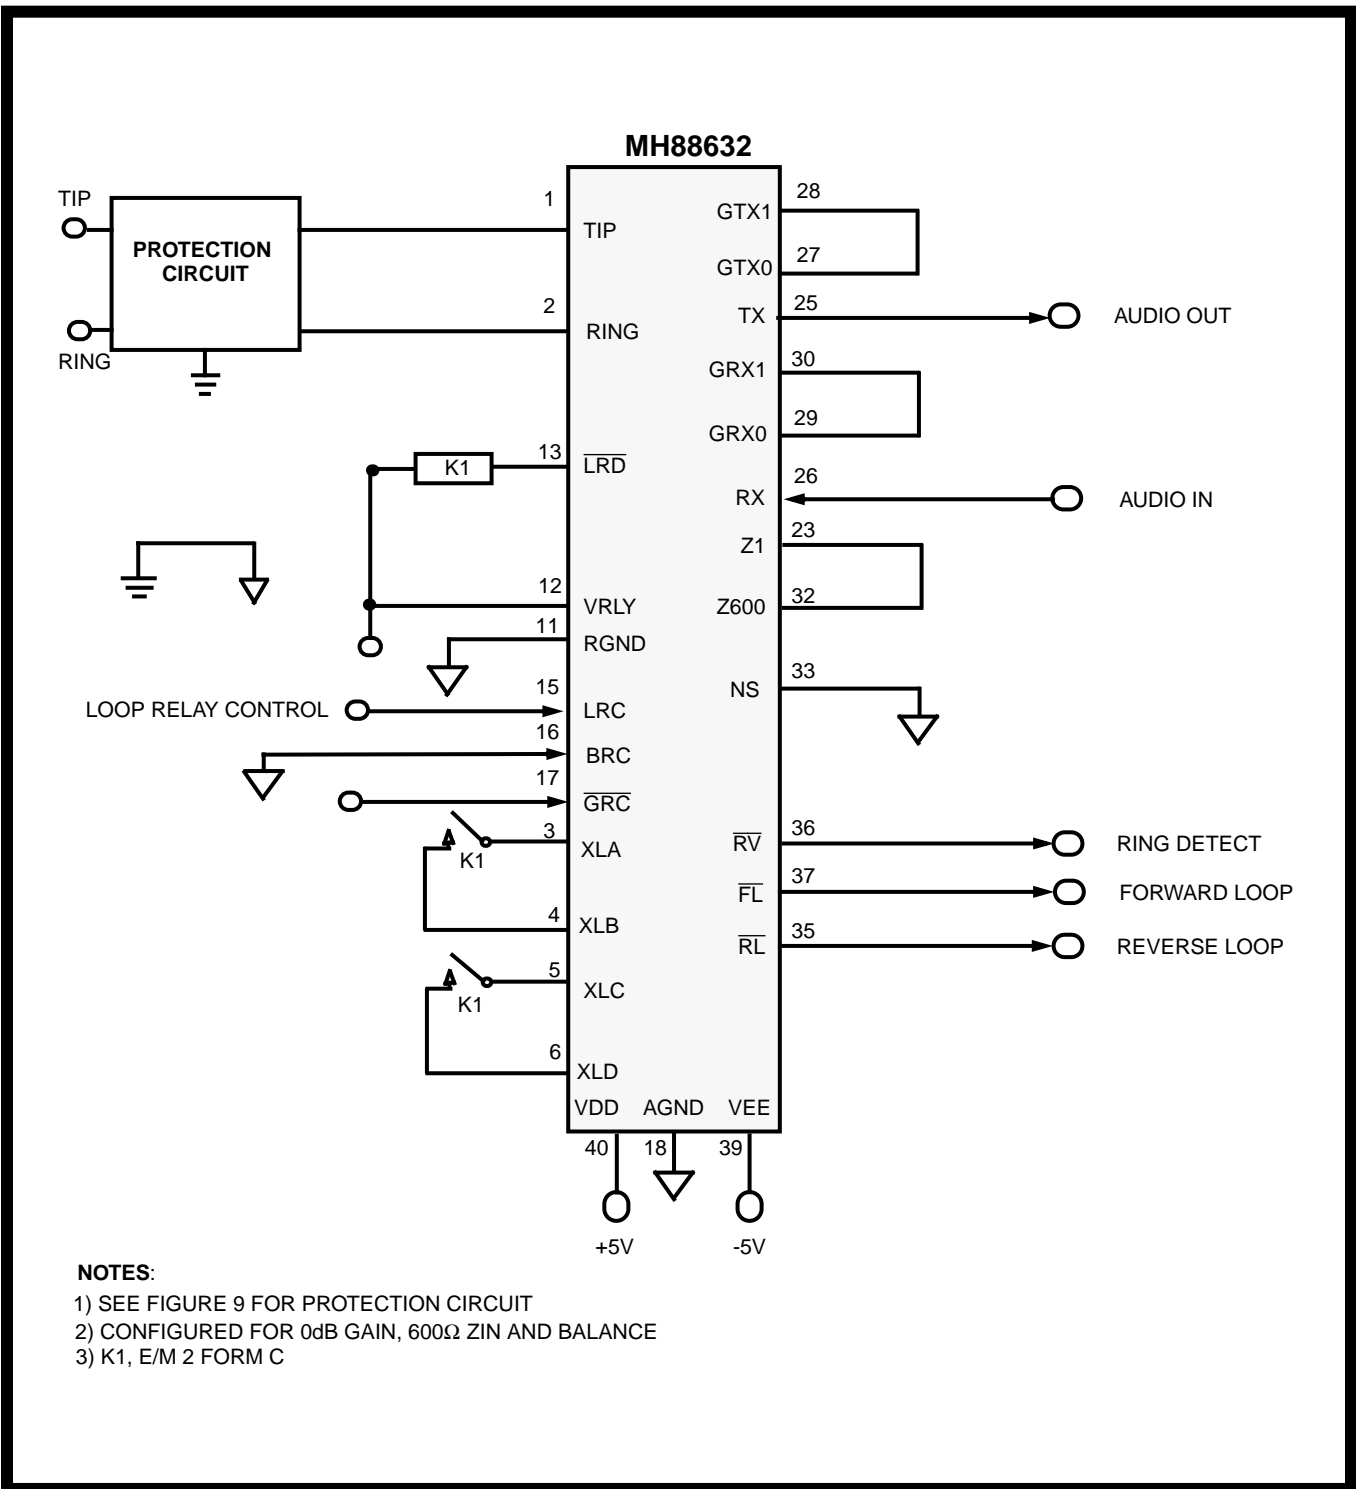 MH88632
TIP
PROTECTION
CIRCUIT
RING
1
TIP
2
RING
13
K1
LRD
12
VRLY
11
RGND
15
LOOP RELAY CONTROL
LRC
16
BRC
17
GRC
3
K1
XLA
4
XLB
5
K1
XLC
6
XLD
VDD AGND VEE
40 18 39
+5V -5V
28
GTX1
27
GTX0
25
TX
AUDIO OUT
30
GRX1
29
GRX0
26
RX
AUDIO IN
23
Z1
32
Z600
33
NS
36
RV
RING DETECT
37
FL
FORWARD LOOP
35
RL
REVERSE LOOP
NOTES:
1) SEE FIGURE 9 FOR PROTECTION CIRCUIT
2) CONFIGURED FOR 0dB GAIN, 600Ω ZIN AND BALANCE
3) K1, E/M 2 FORM C